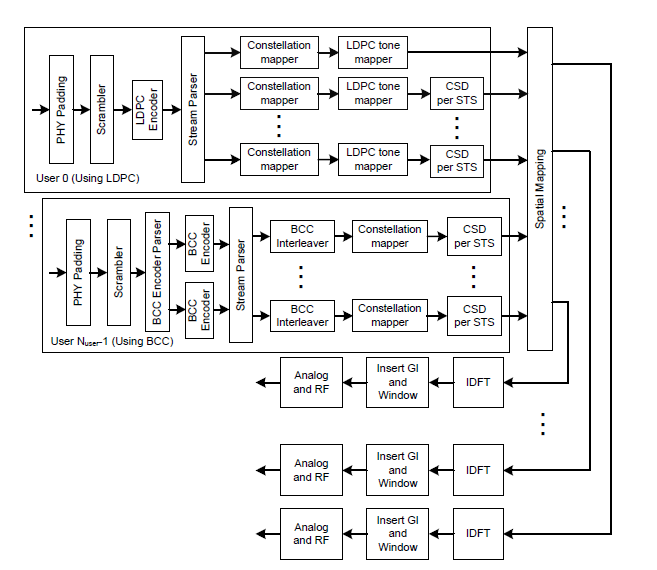 PHY Padding
Scrambler
LDPC
Encoder
Stream Parser
Constellation
mapper
LDPC tone
mapper
Constellation
mapper
LDPC tone
mapper
CSD
per STS
Constellation
mapper
LDPC tone
mapper
CSD
per STS
User 0 (Using LDPC)
Spatial Mapping
PHY Padding
Scrambler
BCC Encoder Parser
BCC
Encoder
BCC
Encoder
Stream Parser
BCC
Interleaver
Constellation
mapper
CSD
per STS
BCC
Interleaver
Constellation
mapper
CSD
per STS
User Nuser-1 (Using BCC)
Analog
and RF
Insert GI
and
Window
IDFT
Analog
and RF
Insert GI
and
Window
IDFT
Analog
and RF
Insert GI
and
Window
IDFT